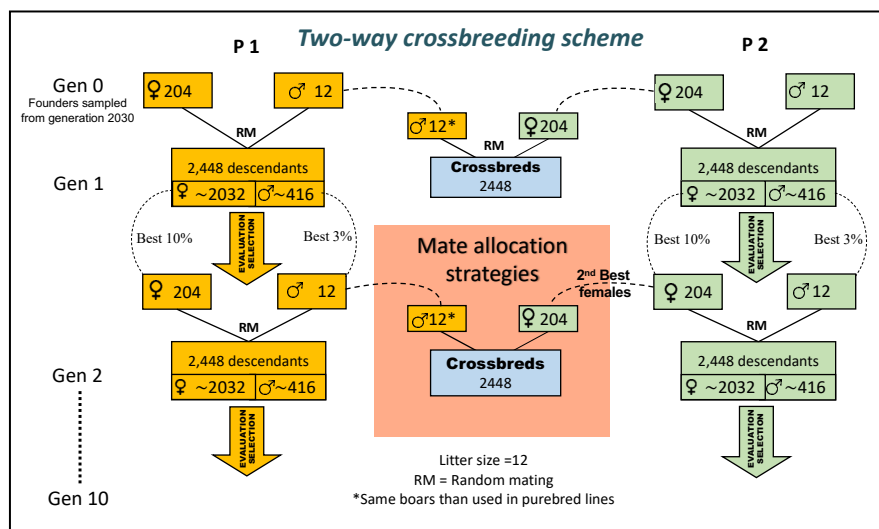 Two-way crossbreeding scheme
P 1
P 2
Gen 0
Founders sampled
from generation 2030
♀ 204
♂ 12
♂12*
♀ 204
♀ 204
♂ 12
RM
RM
RM
2,448 descendants
Crossbreds
2448
2,448 descendants
Gen 1
♀ ~2032
♂~416
♀ ~2032
♂~416
Best 10%
EVALUATION
SELECTION
Best 3%
Best 10%
EVALUATION
SELECTION
Best 3%
Mate allocation
strategies
2nd Best
females
♀ 204
♂ 12
♂12*
♀ 204
♀ 204
♂ 12
RM
RM
2,448 descendants
Crossbreds
2448
2,448 descendants
Gen 2
♀ ~2032
♂~416
♀ ~2032
♂~416
EVALUATION
SELECTION
EVALUATION
SELECTION
Litter size =12
RM = Random mating
*Same boars than used in purebred lines
Gen 10